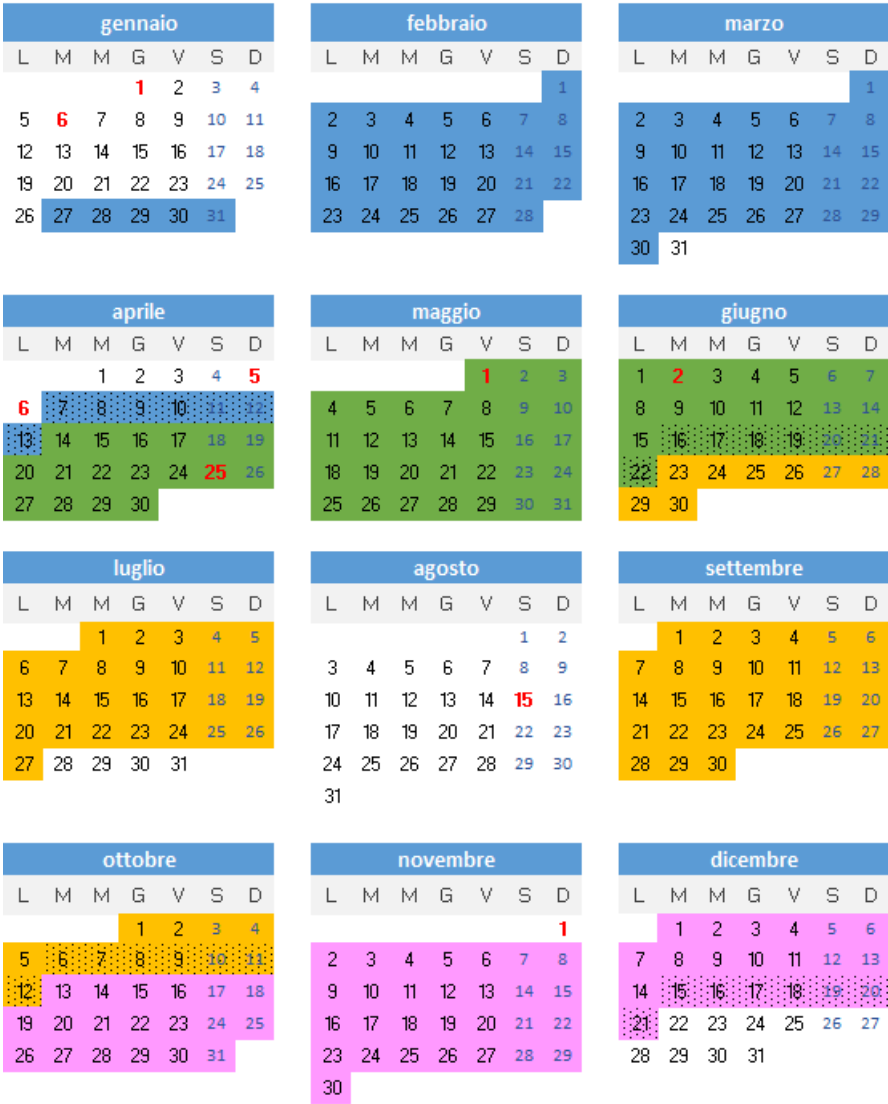 gennaio febbraio marzo
L M M G V S D L M M G V S D L M M G V S D
1 2 3 4 1 1
5 6 7 8 9 10 11 2 3 4 5 6 7 8 2 3 4 5 6 7 8
12 13 14 15 16 17 18 9 10 11 12 13 14 15 9 10 11 12 13 14 15
19 20 21 22 23 24 25 16 17 18 19 20 21 22 16 17 18 19 20 21 22
26 27 28 29 30 31 23 24 25 26 27 28 23 24 25 26 27 28 29
30 31
aprile maggio giugno
L M M G V S D L M M G V S D L M M G V S D
1 2 3 4 5 1 2 3 1 2 3 4 5 6 7
6 7 8 9 10 11 12 4 5 6 7 8 9 10 8 9 10 11 12 13 14
13 14 15 16 17 18 19 11 12 13 14 15 16 17 15 16 17 18 19 20 21
20 21 22 23 24 25 26 18 19 20 21 22 23 24 22 23 24 25 26 27 28
27 28 29 30 25 26 27 28 29 30 31 29 30
luglio agosto settembre
L M M G V S D L M M G V S D L M M G V S D
1 2 3 4 5 1 2 1 2 3 4 5 6
6 7 8 9 10 11 12 3 4 5 6 7 8 9 7 8 9 10 11 12 13
13 14 15 16 17 18 19 10 11 12 13 14 15 16 14 15 16 17 18 19 20
20 21 22 23 24 25 26 17 18 19 20 21 22 23 21 22 23 24 25 26 27
27 28 29 30 31 24 25 26 27 28 29 30 28 29 30
31
ottobre novembre dicembre
L M M G V S D L M M G V S D L M M G V S D
1 2 3 4 1 1 2 3 4 5 6
5 6 7 8 9 10 11 2 3 4 5 6 7 8 7 8 9 10 11 12 13
12 13 14 15 16 17 18 9 10 11 12 13 14 15 14 15 16 17 18 19 20
19 20 21 22 23 24 25 16 17 18 19 20 21 22 21 22 23 24 25 26 27
26 27 28 29 30 31 23 24 25 26 27 28 29 28 29 30 31
30